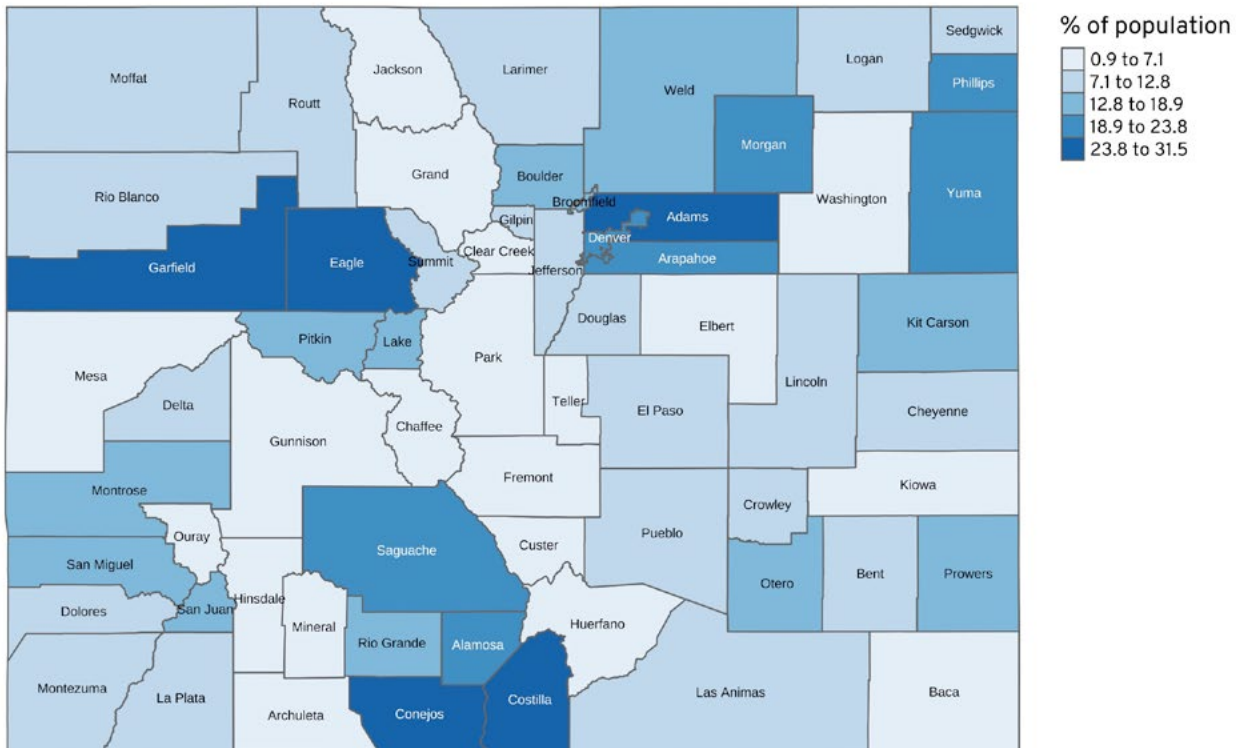 % of population
0.9 to 7.1
7.1 to 12.8
12.8 to 18.9
18.9 to 23.8
23.8 to 31.5
Sedgwick
Logan
Jackson
Larimer
Moffat
Phillips
Weld
Routt
Morgan
Grand
Boulder
Yuma
Rio Blanco
Washington
Broomfield
Gilpin
Adams
Denver
Clear Creek
Arapahoe
Garfield
Eagle
Summit
Jefferson
Douglas
Kit Carson
Elbert
Pitkin
Lake
Park
Mesa
Lincoln
Delta
Teller
El Paso
Cheyenne
Chaffee
Gunnison
Fremont
Kiowa
Montrose
Crowley
Ouray
Pueblo
Custer
Saguache
San Miguel
Bent
Prowers
Otero
Hinsdale
San Juan
Dolores
Mineral
Huerfano
Rio Grande
Alamosa
Montezuma
La Plata
Las Animas
Baca
Costilla
Archuleta
Conejos